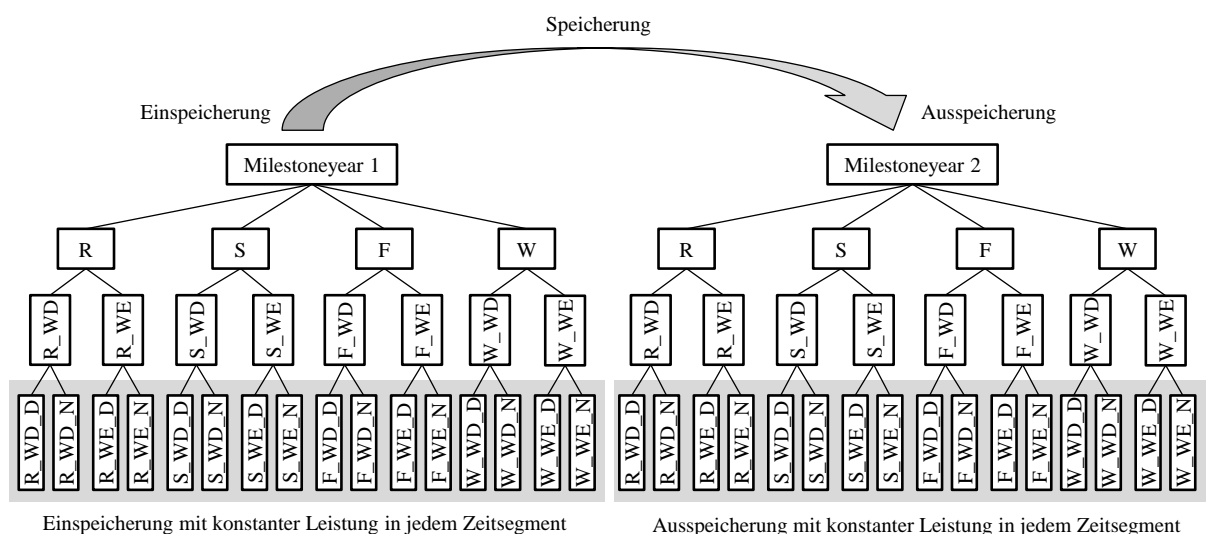 Speicherung
Einspeicherung
Ausspeicherung
Milestoneyear 1
Milestoneyear 2
R S F W
R S F W
R_WD R_WE S_WD S_WE F_WD F_WE W_WD W_WE
R_WD R_WE S_WD S_WE F_WD F_WE W_WD W_WE
R_WD_D R_WD_N R_WE_D R_WE_N S_WD_D S_WD_N S_WE_D S_WE_N F_WD_D F_WD_N F_WE_D F_WE_N W_WD_D W_WD_N W_WE_D W_WE_N
R_WD_D R_WD_N R_WE_D R_WE_N S_WD_D S_WD_N S_WE_D S_WE_N F_WD_D F_WD_N F_WE_D F_WE_N W_WD_D W_WD_N W_WE_D W_WE_N
Einspeicherung mit konstanter Leistung in jedem Zeitsegment
Ausspeicherung mit konstanter Leistung in jedem Zeitsegment